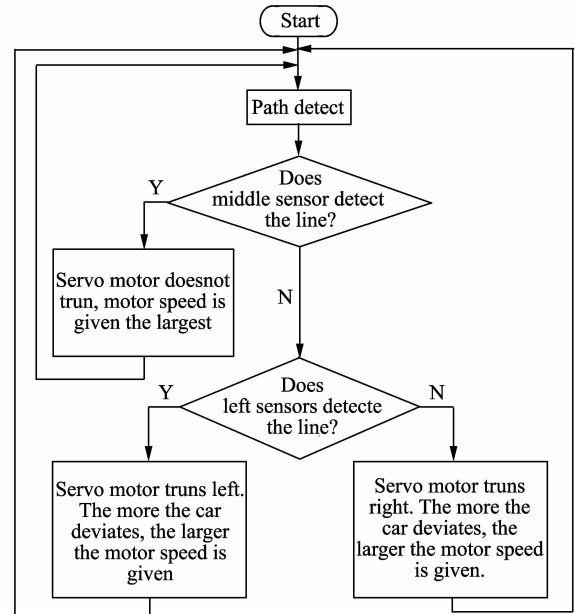 Start
Path detect
Does
middle sensor detect
the line?
Y
N
Servo motor doesnot
trun, motor speed is
given the largest
Does
left sensors detecte
the line?
Y
N
Servo motor truns left.
The more the car
deviates, the larger
the motor speed is
given
Servo motor truns
right. The more the
car deviates, the
larger the motor speed
is given.